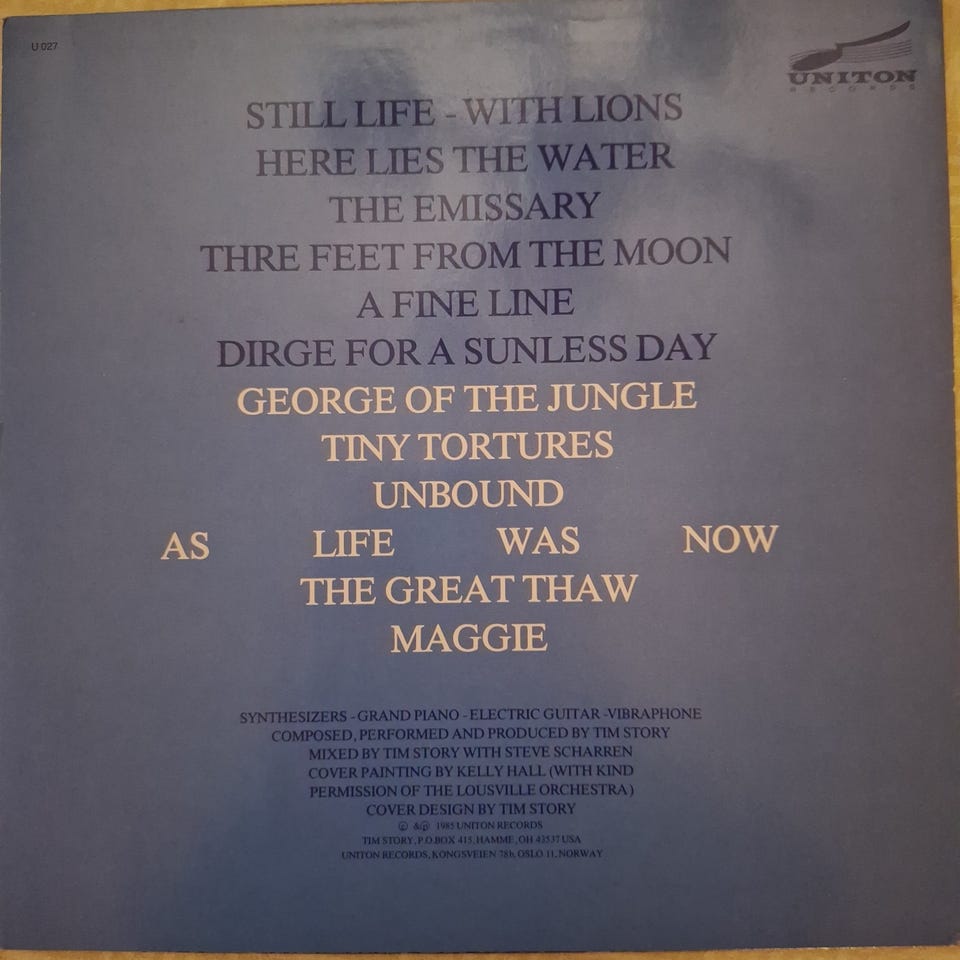 U 027
UNITON
RECORDS
STILL LIFE - WITH LIONS
HERE LIES THE WATER
THE EMISSARY
THRE FEET FROM THE MOON
A FINE LINE
DIRGE FOR A SUNLESS DAY
GEORGE OF THE JUNGLE
TINY TORTURES
UNBOUND
AS LIFE WAS NOW
THE GREAT THAW
MAGGIE
SYNTHESIZERS - GRAND PIANO - ELECTRIC GUITAR -VIBRAPHONE
COMPOSED, PERFORMED AND PRODUCED BY TIM STORY
MIXED BY TIM STORY WITH STEVE SCHARREN
COVER PAINTING BY KELLY HALL (WITH KIND
PERMISSION OF THE LOUSVILLE ORCHESTRA)
COVER DESIGN BY TIM STORY
© &℗ 1985 UNITON RECORDS
TIM STORY, P.O.BOX 415, HAMME, OH 43537 USA
UNITON RECORDS, KONGSVEIEN 78b, OSLO 11, NORWAY